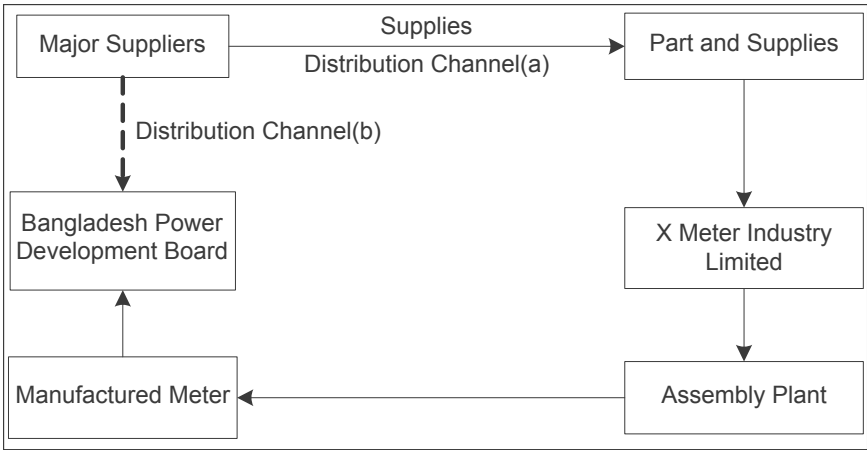 Major Suppliers
Supplies
Distribution Channel(a)
Part and Supplies
Distribution Channel(b)
Bangladesh Power
Development Board
X Meter Industry
Limited
Manufactured Meter
Assembly Plant